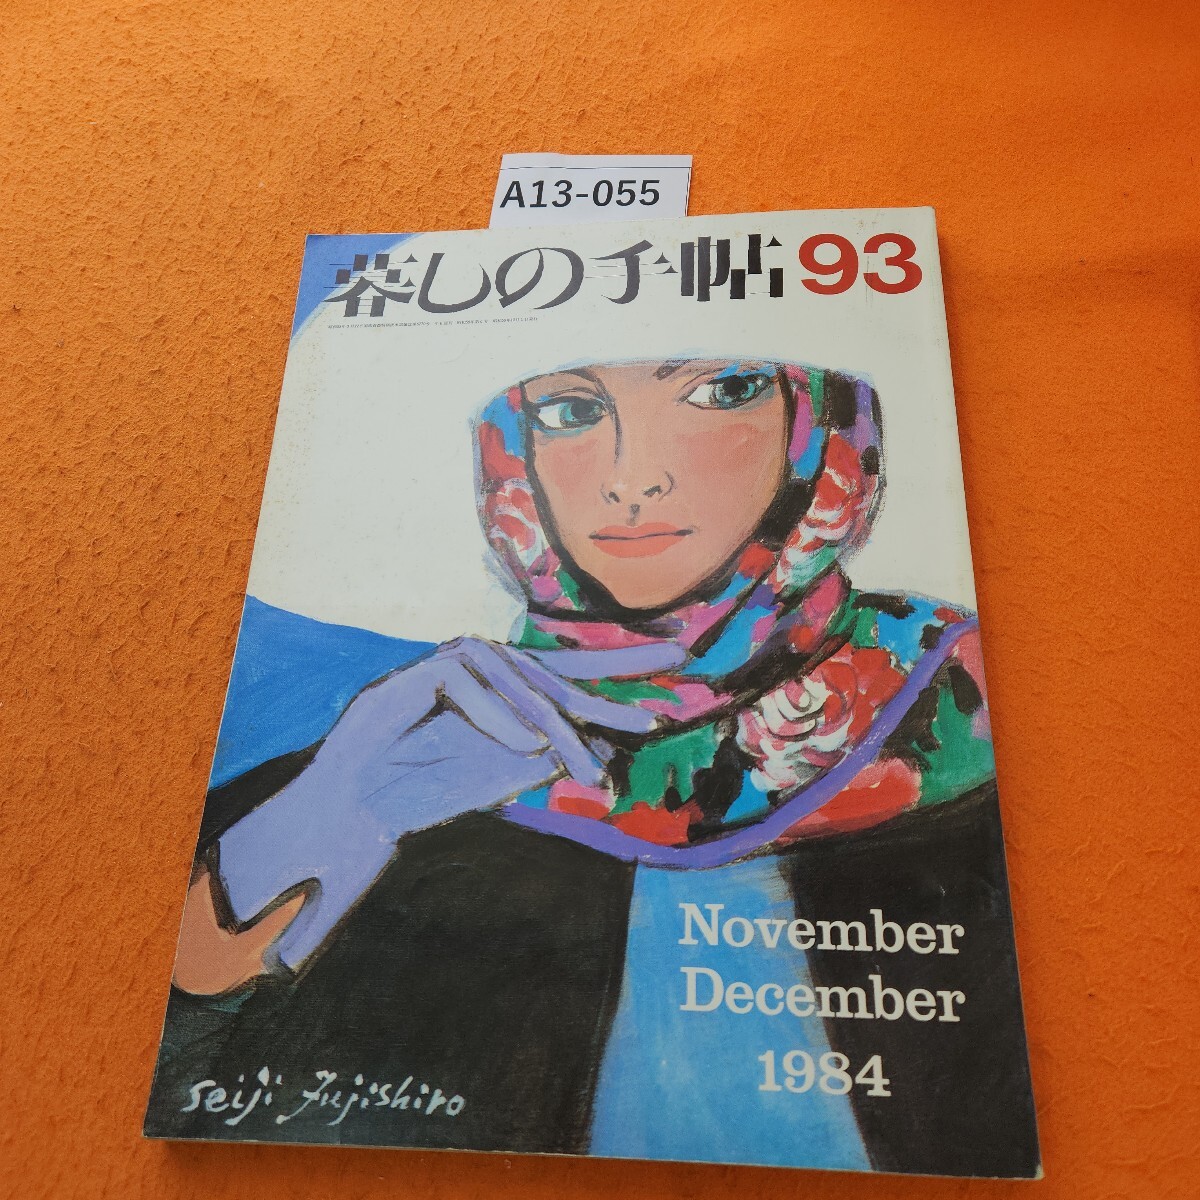 A13-055
暮しの手帖93
November
December
1984
seiji Fujishiro